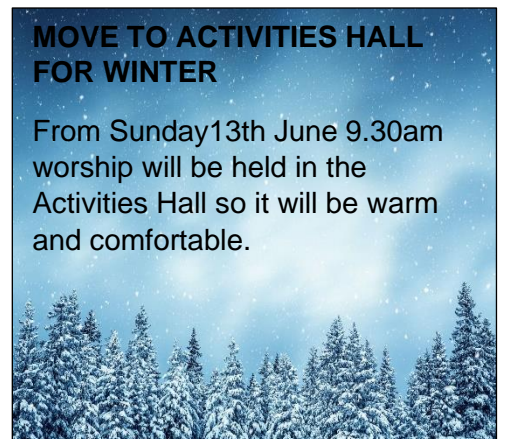 MOVE TO ACTIVITIES HALL
FOR WINTER
From Sunday13th June 9.30am
worship will be held in the
Activities Hall so it will be warm
and comfortable.